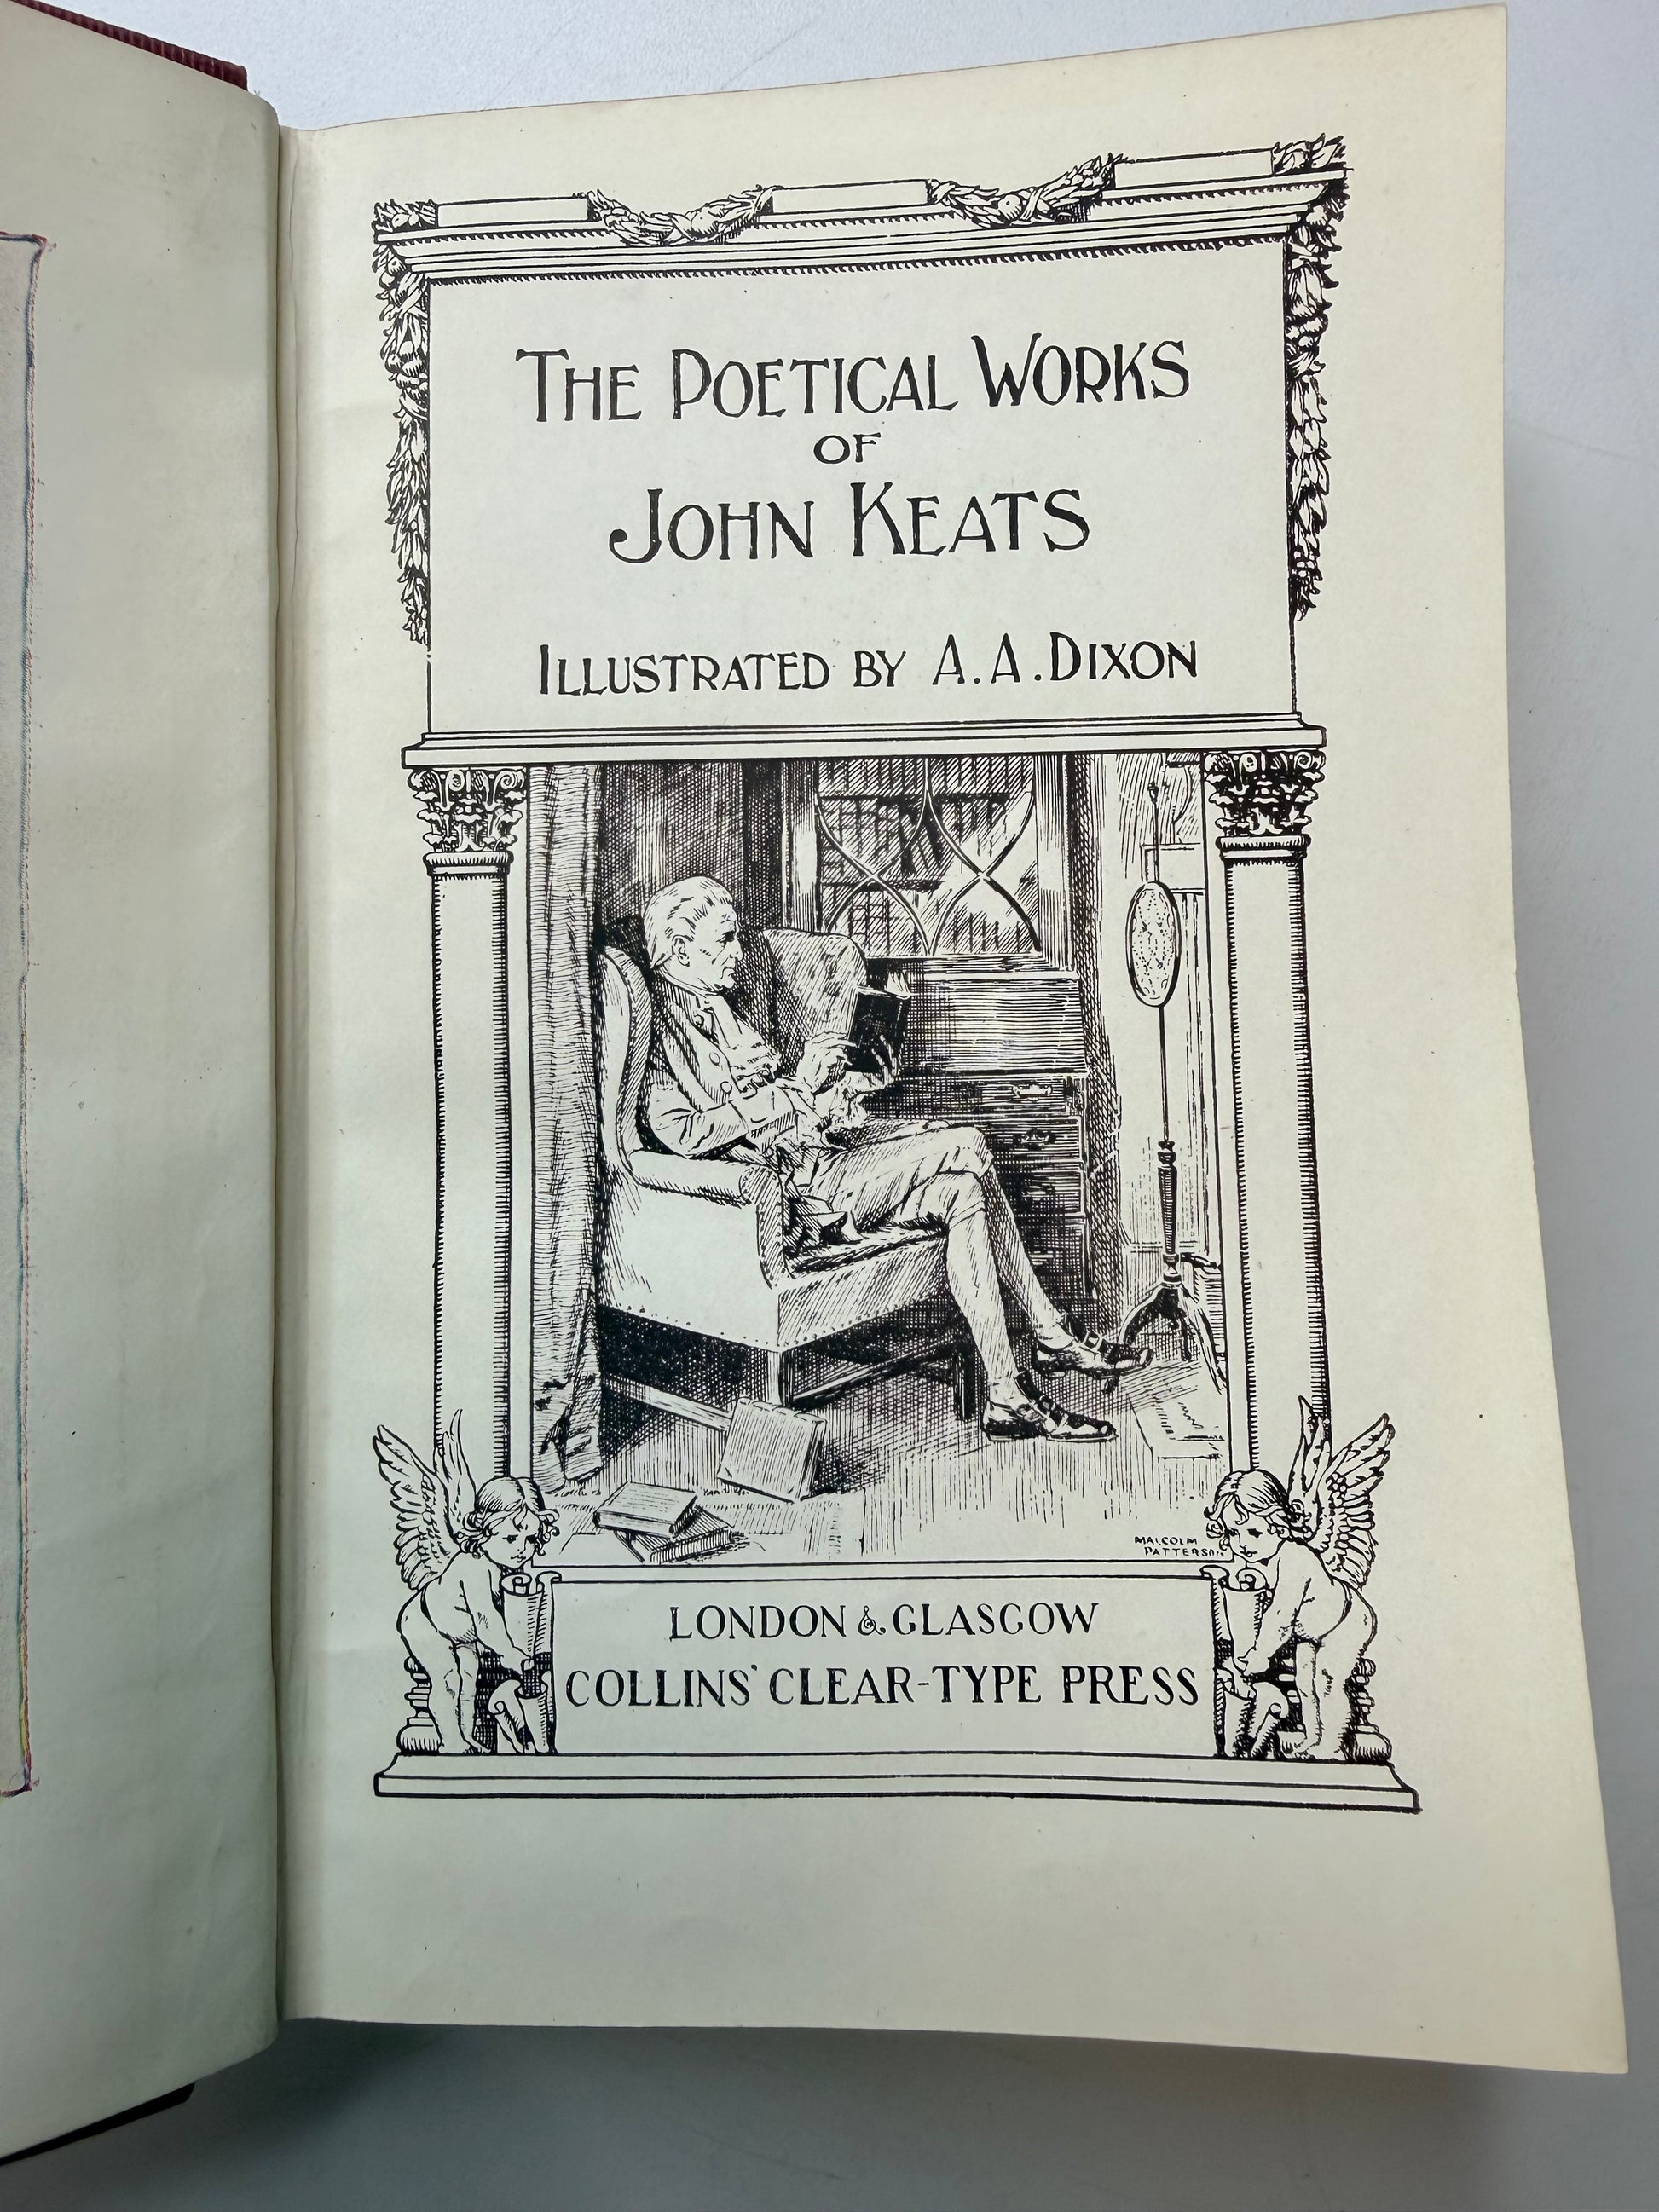 THE POETICAL WORKS
OF
JOHN KEATS
ILLUSTRATED BY A.A.DIXON
MALCOLM
PATTERSON
LONDON & GLASGOW
COLLINS' CLEAR-TYPE PRESS